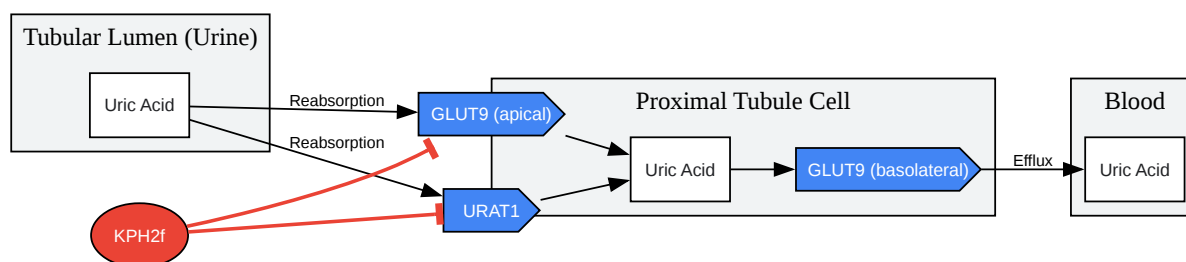 Tubular Lumen (Urine)
Uric Acid
Reabsorption
Reabsorption
GLUT9 (apical)
URAT1
KPH2f
Proximal Tubule Cell
Uric Acid
GLUT9 (basolateral)
Efflux
Blood
Uric Acid